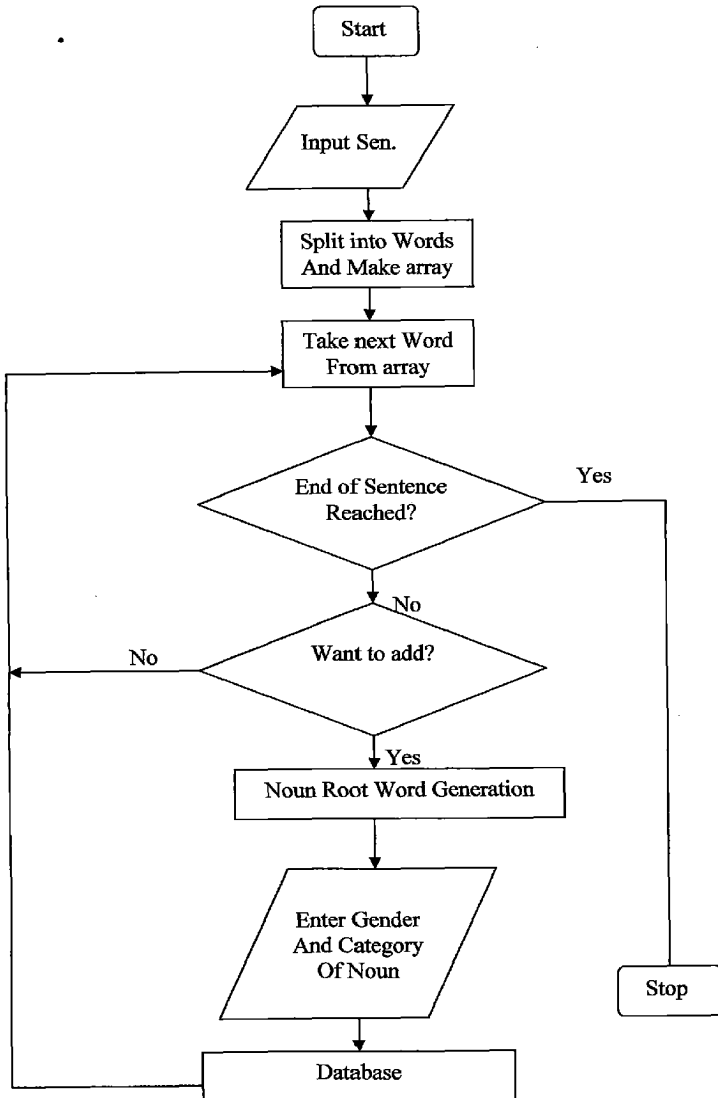 Start
Input Sen.
Split into Words
And Make array
Take next Word
From array
End of Sentence
Reached?
Yes
No
Want to add?
No
Yes
Noun Root Word Generation
Enter Gender
And Category
Of Noun
Stop
Database